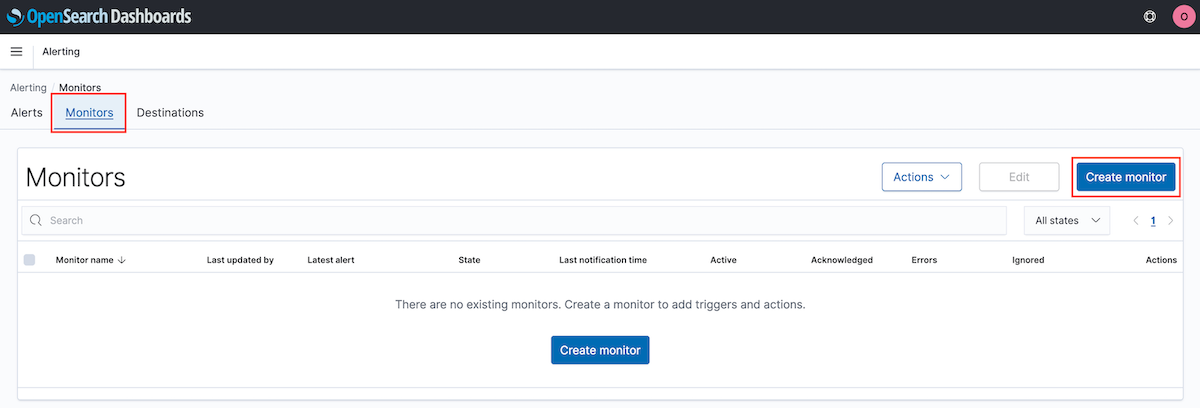 OpenSearch Dashboards O
Alerting
Alerting / Monitors
Alerts Monitors Destinations
Monitors Actions Edit Create monitor
Search All states 1
Monitor name Last updated by Latest alert State Last notification time Active Acknowledged Errors Ignored Actions
There are no existing monitors. Create a monitor to add triggers and actions.
Create monitor